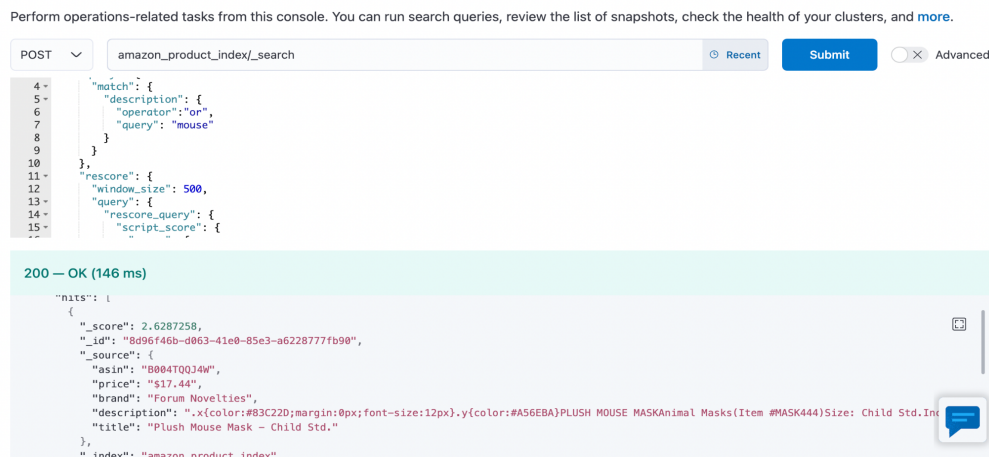 Perform operations-related tasks from this console. You can run search queries, review the list of snapshots, check the health of your clusters, and more.
POST amazon_product_index/_search Recent Submit Advanced
4 "match": {
5 "description": {
6 "operator":"or",
7 "query": "mouse"
8 }
9 }
10 },
11 "rescore": {
12 "window_size": 500,
13 "query": {
14 "rescore_query": {
15 "script_score": {
200 — OK (146 ms)
"hits": [
{
"_score": 2.6287258,
"_id": "8d96f46b-d063-41e0-85e3-a6228777fb90",
"_source": {
"asin": "B004TQQJ4W",
"price": "$17.44",
"brand": "Forum Novelties",
"description": ".x{color:#83C22D;margin:0px;font-size:12px}.y{color:#A56EBA}PLUSH MOUSE MASKAnimal Masks(Item #MASK444)Size: Child Std.Inc
"title": "Plush Mouse Mask - Child Std."
},
"_index": "amazon_product_index"